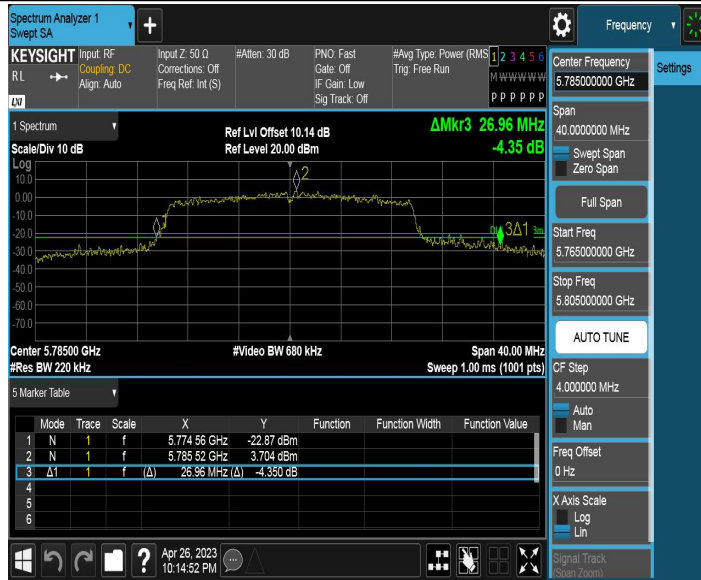 Spectrum Analyzer 1
Swept SA
+
Frequency
KEYSIGHT
RL
LXI
Input: RF
Coupling: DC
Align: Auto
Input Z: 50 Ω
Corrections: Off
Freq Ref: Int (S)
#Atten: 30 dB
PNO: Fast
Gate: Off
IF Gain: Low
Sig Track: Off
#Avg Type: Power (RMS
Trig: Free Run
1 2 3 4 5 6
M W W W W W
P P P P P P
1 Spectrum
Scale/Div 10 dB
Ref Lvl Offset 10.14 dB
Ref Level 20.00 dBm
ΔMkr3 26.96 MHz
-4.35 dB
Log
10.0
0.00
-10.0
-20.0
-30.0
-40.0
-50.0
-60.0
-70.0
2
3Δ1
Center 5.78500 GHz
#Video BW 680 kHz
Span 40.00 MHz
#Res BW 220 kHz
Sweep 1.00 ms (1001 pts)
5 Marker Table
Mode Trace Scale X Y Function Function Width Function Value
1 N 1 f 5.774 56 GHz -22.87 dBm
2 N 1 f 5.785 52 GHz 3.704 dBm
3 Δ1 1 f (Δ) 26.96 MHz (Δ) -4.350 dB
4
5
6
?
Apr 26, 2023
10:14:52 PM
Center Frequency
5.785000000 GHz
Settings
Span
40.0000000 MHz
Swept Span
Zero Span
Full Span
Start Freq
5.765000000 GHz
Stop Freq
5.805000000 GHz
AUTO TUNE
CF Step
4.000000 MHz
Auto
Man
Freq Offset
0 Hz
X Axis Scale
Log
Lin
Signal Track
(Span Zoom)